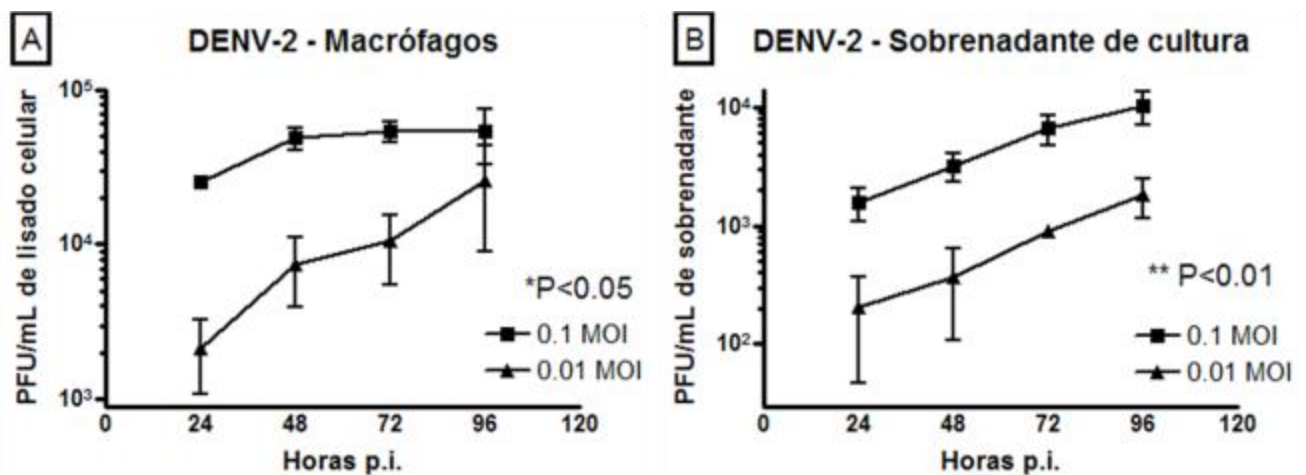 A
DENV-2 - Macrófagos
PFU/mL de lisado celular
10⁵
10⁴
10³
*P<0.05
0.1 MOI
0.01 MOI
0 24 48 72 96 120
Horas p.i.
B
DENV-2 - Sobrenadante de cultura
PFU/mL de sobrenadante
10⁴
10³
10²
** P<0.01
0.1 MOI
0.01 MOI
0 24 48 72 96 120
Horas p.i.